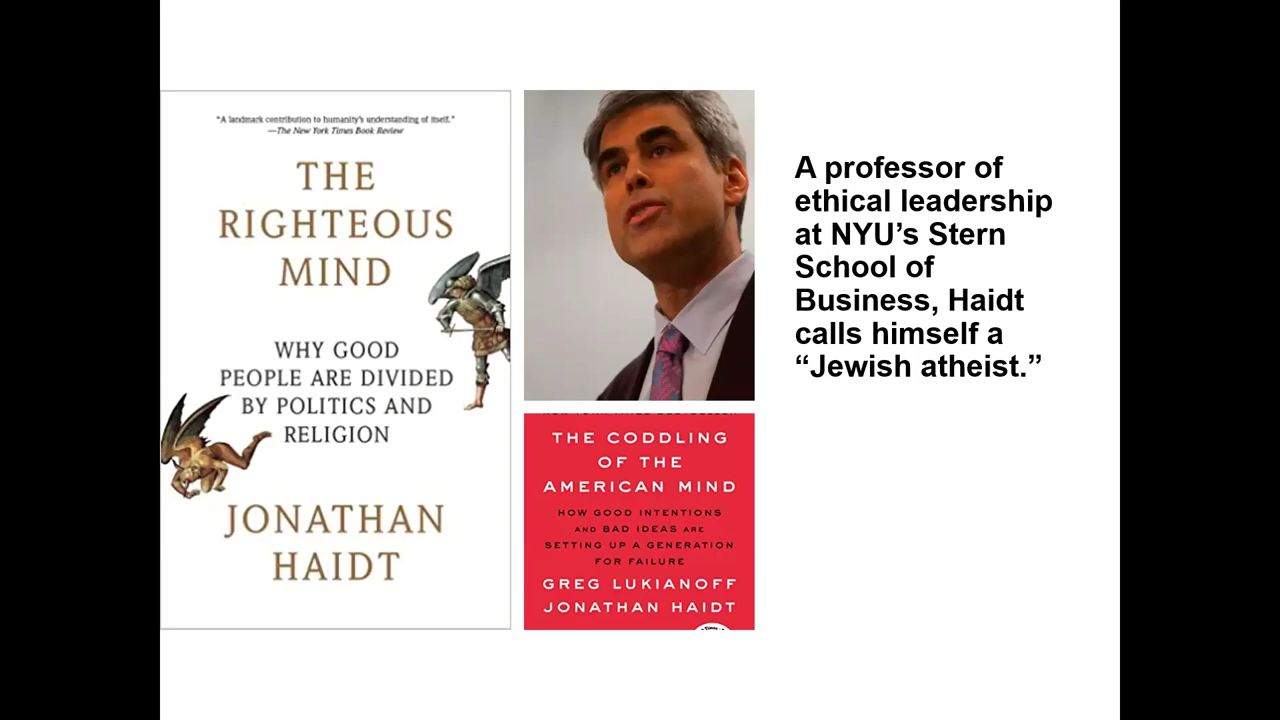 “A landmark contribution to humanity’s understanding of itself.”
—The New York Times Book Review
THE
RIGHTEOUS
MIND
WHY GOOD
PEOPLE ARE DIVIDED
BY POLITICS AND
RELIGION
JONATHAN
HAIDT
THE CODDLING
OF THE
AMERICAN MIND
HOW GOOD INTENTIONS
AND BAD IDEAS ARE
SETTING UP A GENERATION
FOR FAILURE
GREG LUKIANOFF
JONATHAN HAIDT
A professor of
ethical leadership
at NYU’s Stern
School of
Business, Haidt
calls himself a
“Jewish atheist.”